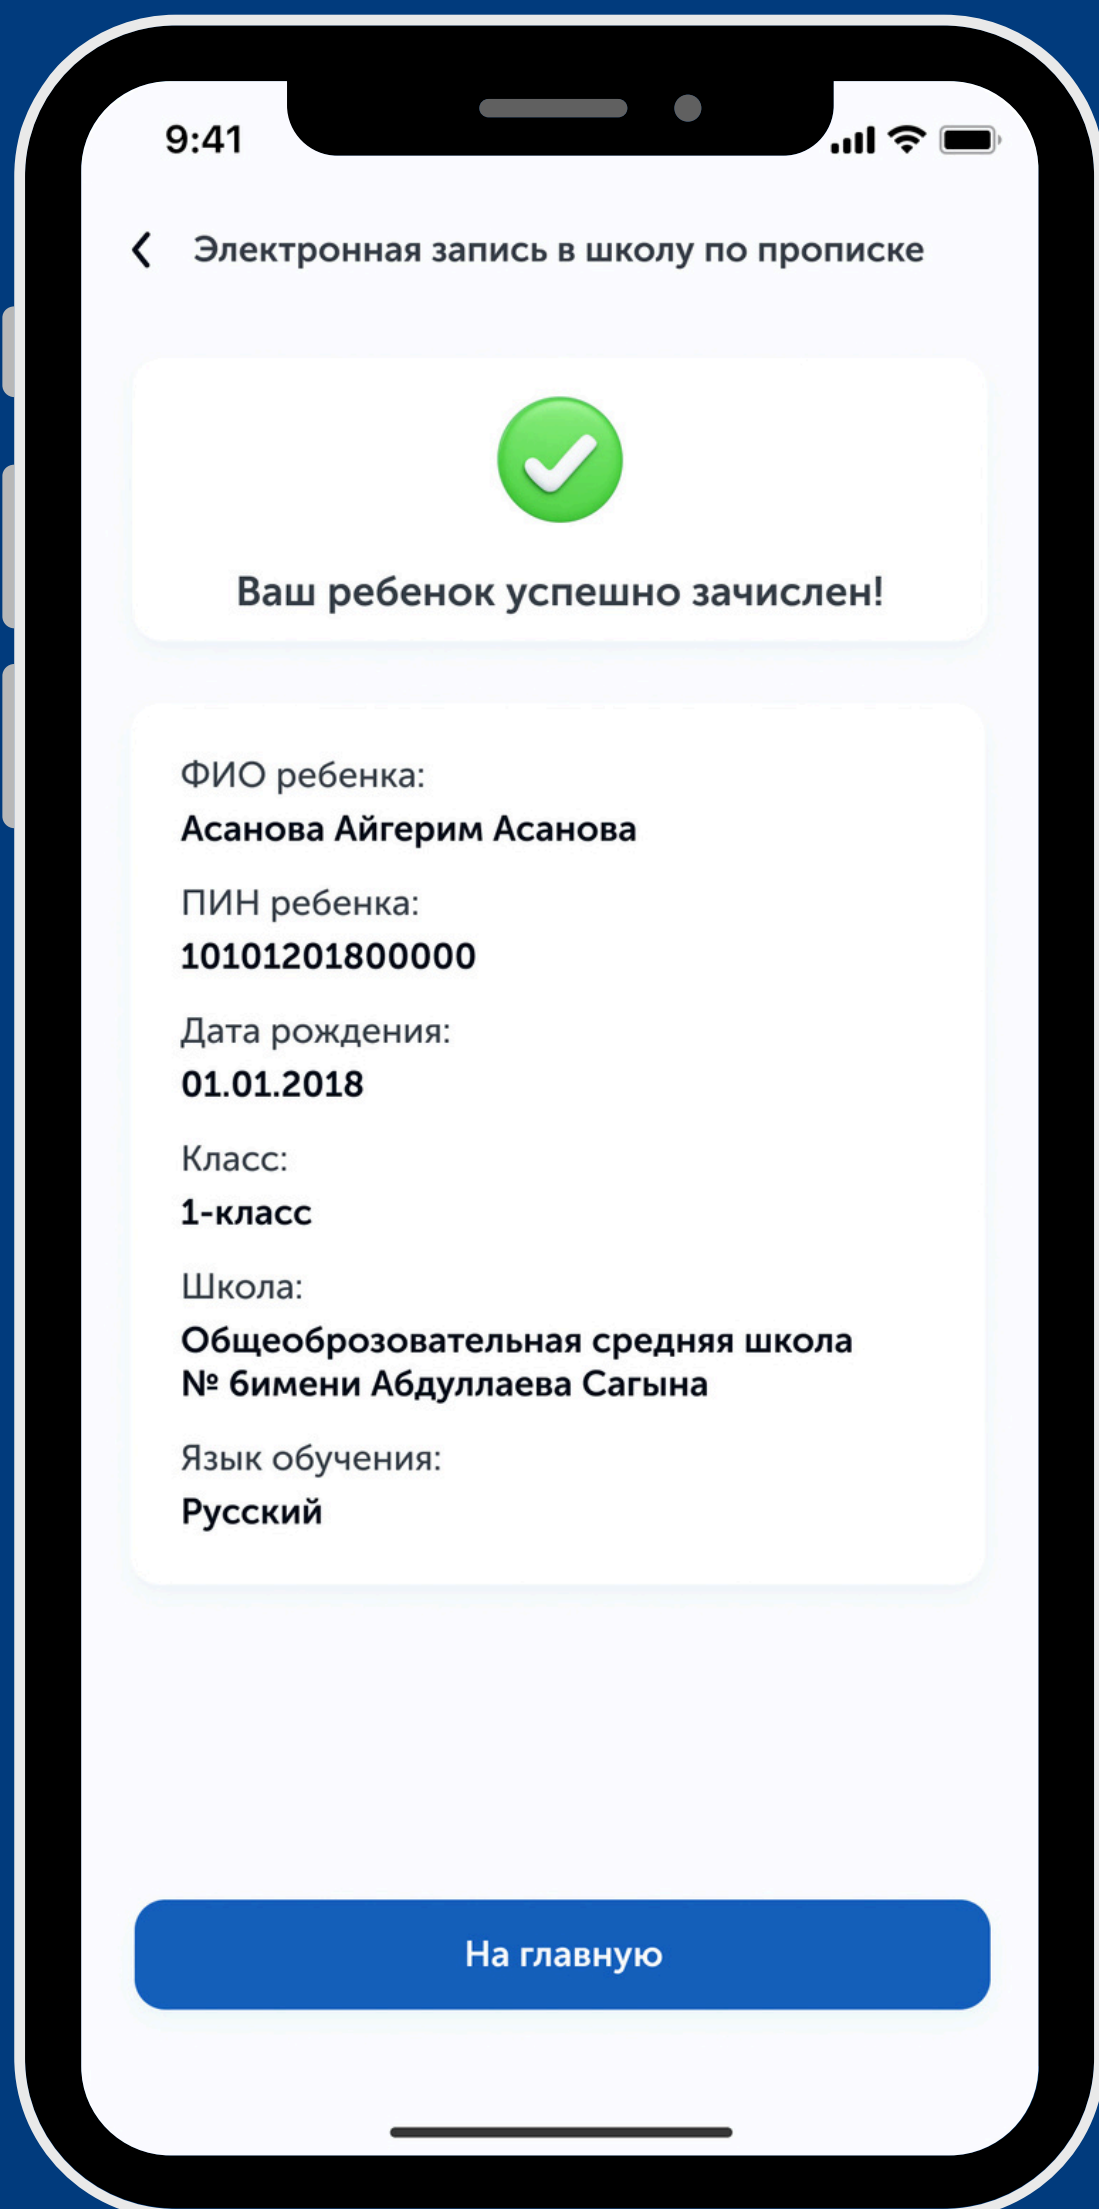 9:41
Электронная запись в школу по прописке
Ваш ребенок успешно зачислен!
ФИО ребенка:
Асанова Айгерим Асанова
ПИН ребенка:
10101201800000
Дата рождения:
01.01.2018
Класс:
1-класс
Школа:
Общеоброзовательная средняя школа
№ 6имени Абдуллаева Сагына
Язык обучения:
Русский
На главную